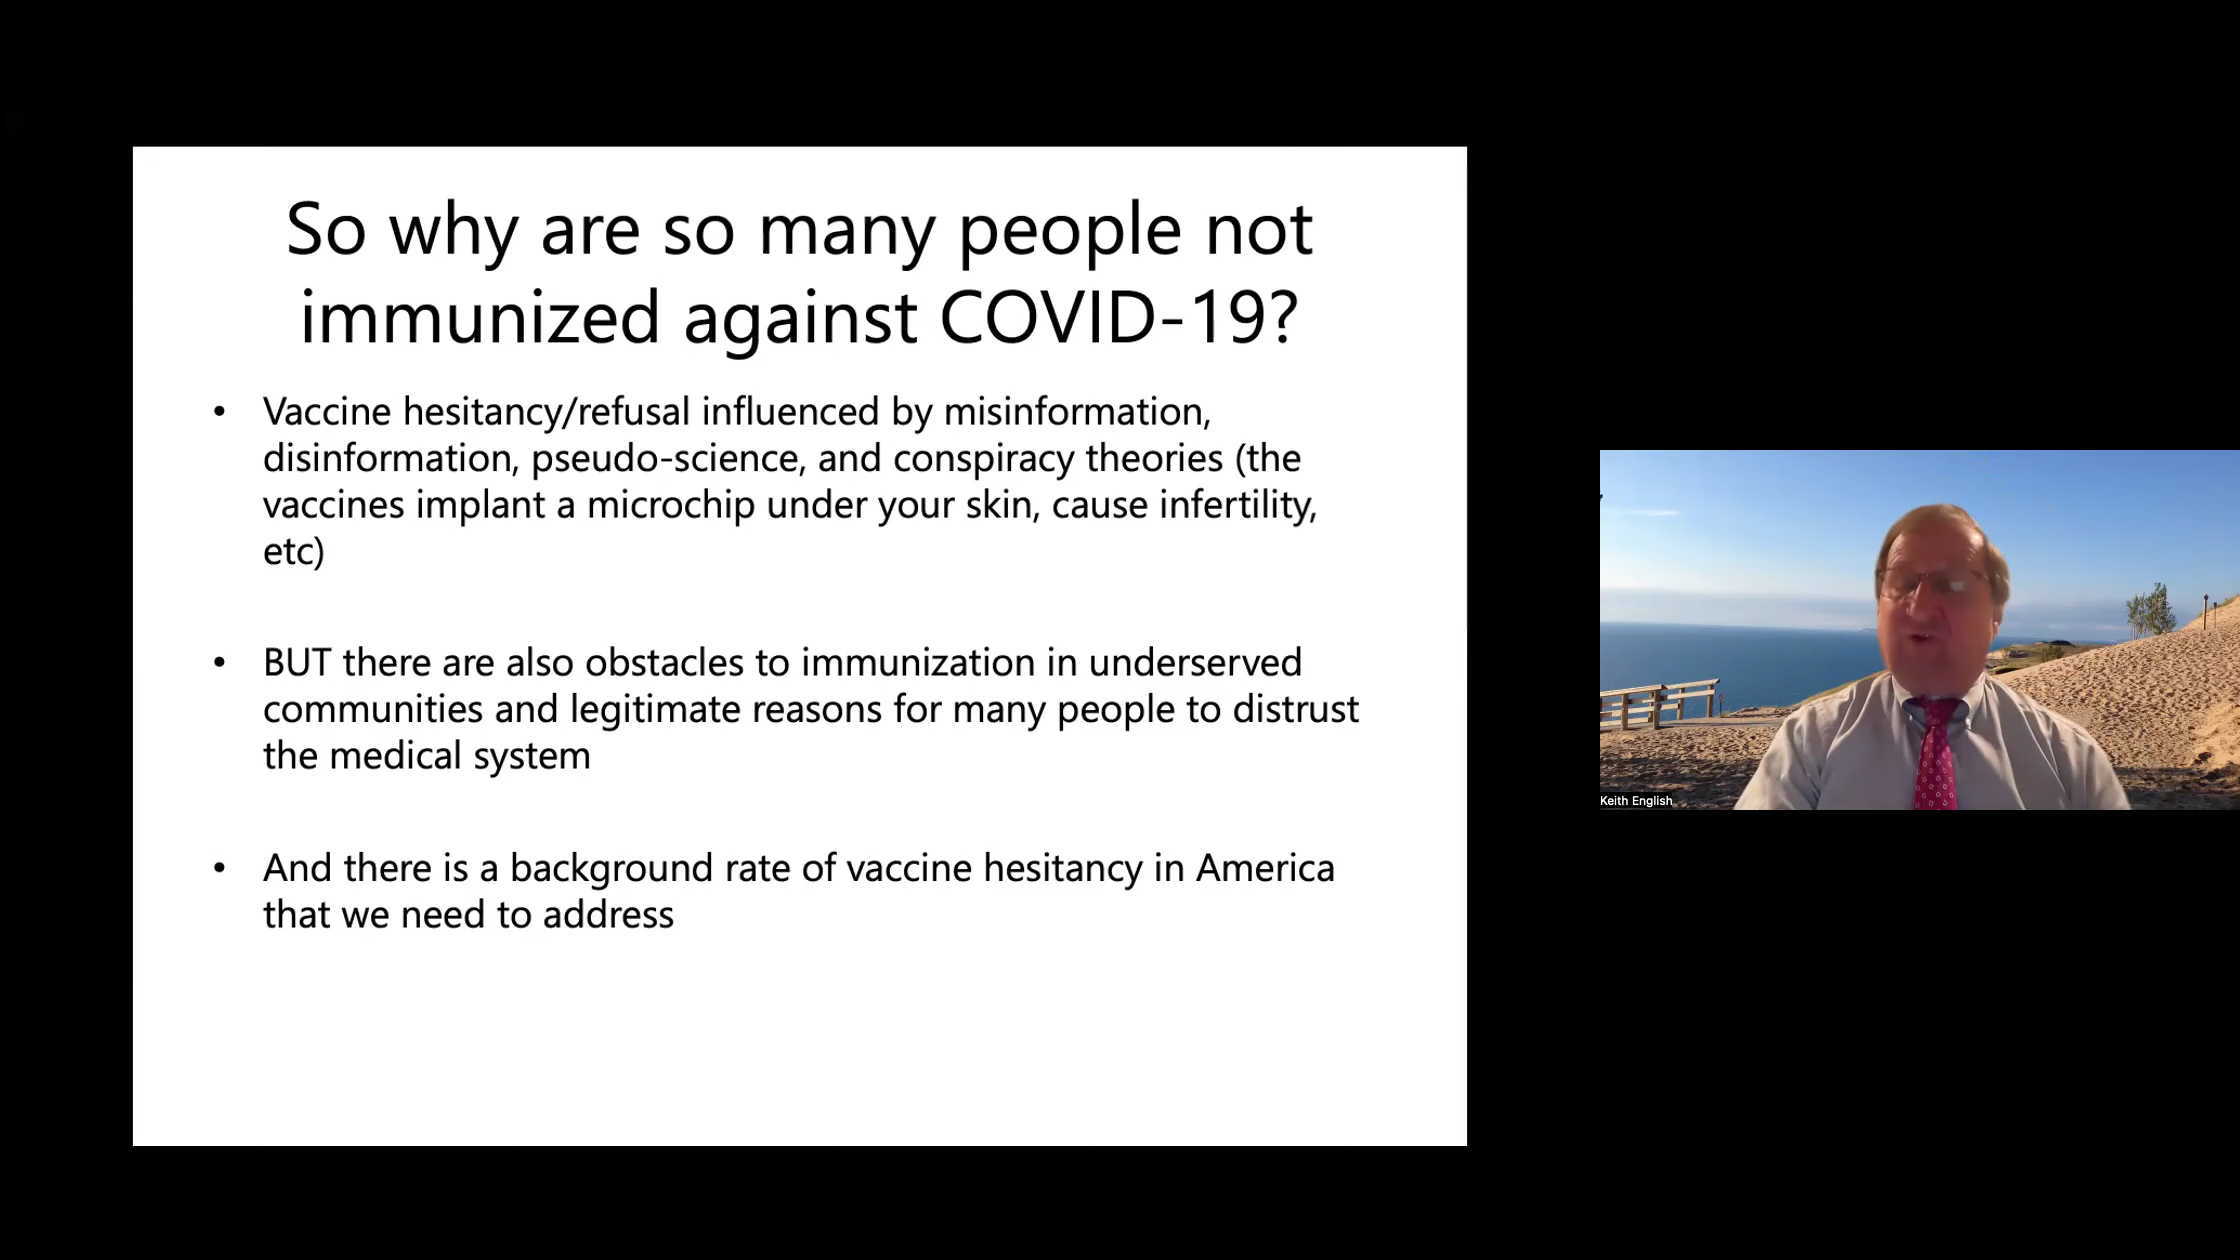 So why are so many people not
immunized against COVID-19?
• Vaccine hesitancy/refusal influenced by misinformation,
disinformation, pseudo-science, and conspiracy theories (the
vaccines implant a microchip under your skin, cause infertility,
etc)
• BUT there are also obstacles to immunization in underserved
communities and legitimate reasons for many people to distrust
the medical system
• And there is a background rate of vaccine hesitancy in America
that we need to address
Keith English